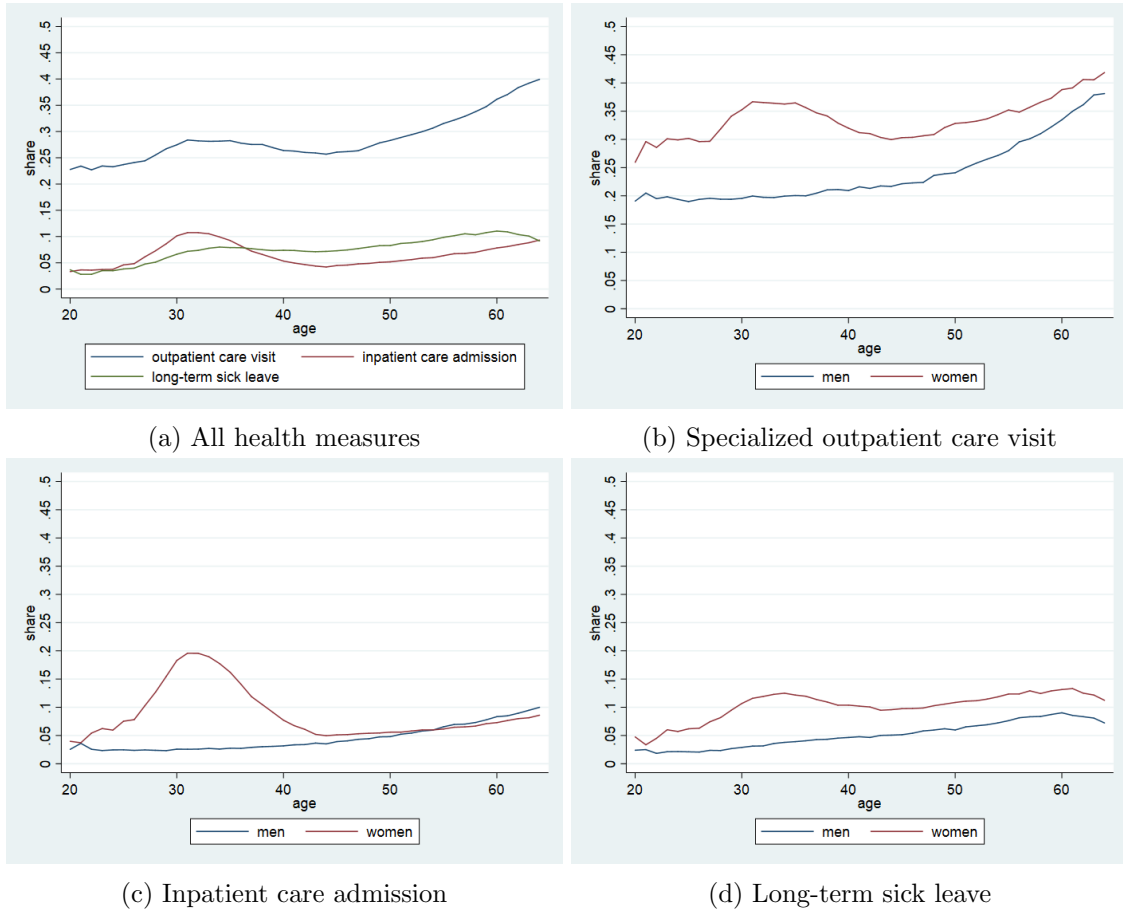 share
0 .05 .1 .15 .2 .25 .3 .35 .4 .45 .5
20 30 40 50 60
age
outpatient care visit inpatient care admission
long-term sick leave
(a) All health measures
share
0 .05 .1 .15 .2 .25 .3 .35 .4 .45 .5
20 30 40 50 60
age
men women
(b) Specialized outpatient care visit
share
0 .05 .1 .15 .2 .25 .3 .35 .4 .45 .5
20 30 40 50 60
age
men women
(c) Inpatient care admission
share
0 .05 .1 .15 .2 .25 .3 .35 .4 .45 .5
20 30 40 50 60
age
men women
(d) Long-term sick leave